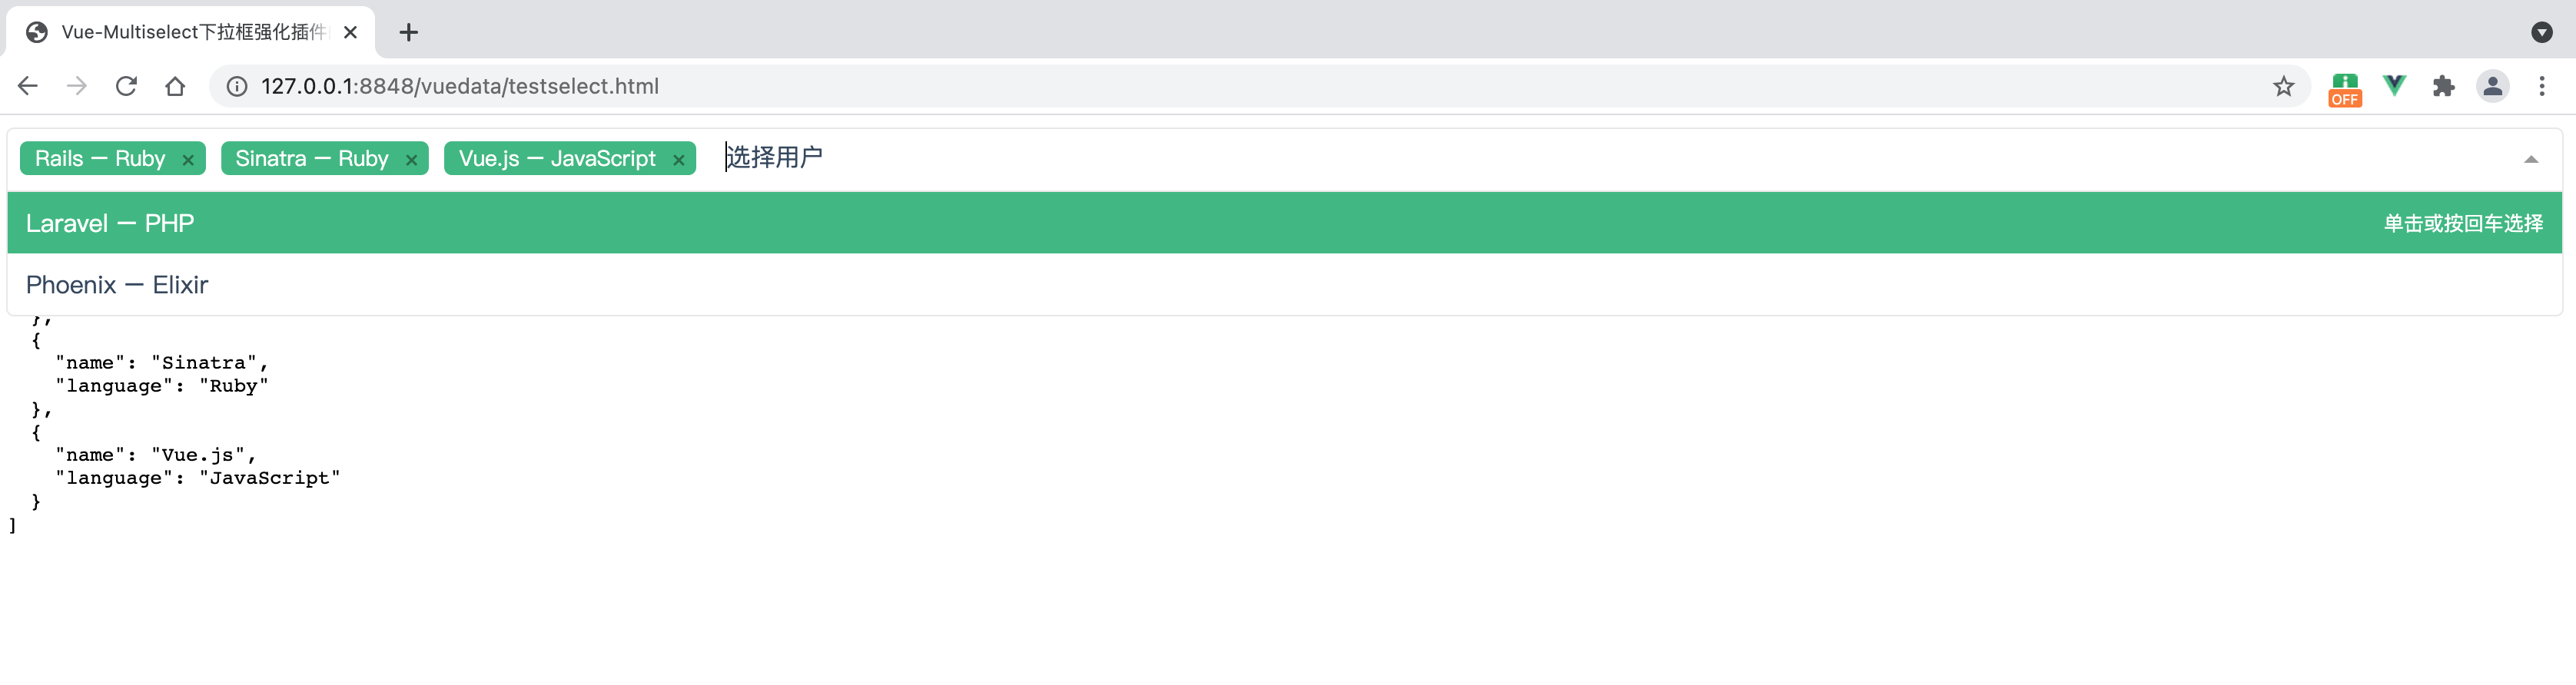 Vue-Multiselect下拉框强化插件
127.0.0.1:8848/vuedata/testselect.html
OFF
Rails — Ruby Sinatra — Ruby Vue.js — JavaScript 选择用户
Laravel — PHP 单击或按回车选择
Phoenix — Elixir
},
{
"name": "Sinatra",
"language": "Ruby"
},
{
"name": "Vue.js",
"language": "JavaScript"
}
]